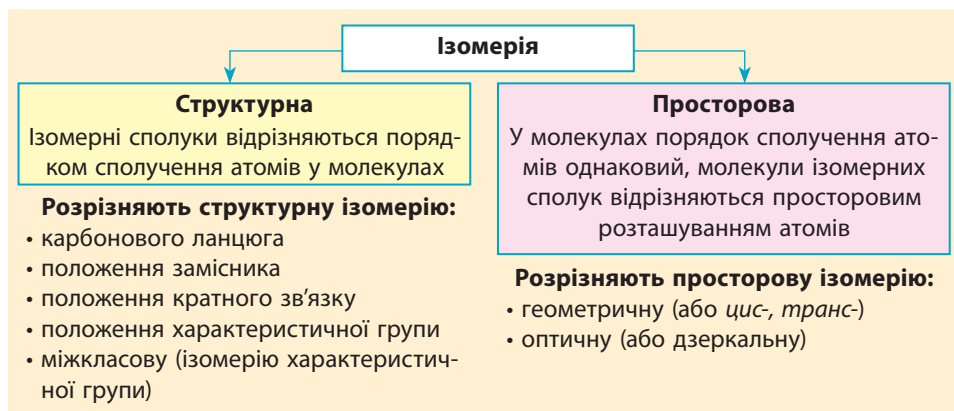 Ізомерія
Структурна
Ізомерні сполуки відрізняються поряд-
ком сполучення атомів у молекулах
Розрізняють структурну ізомерію:
• карбонового ланцюга
• положення замісника
• положення кратного зв'язку
• положення характеристичної групи
• міжкласову (ізомерію характеристич-
ної групи)
Просторова
У молекулах порядок сполучення ато-
мів однаковий, молекули ізомерних
сполук відрізняються просторовим
розташуванням атомів
Розрізняють просторову ізомерію:
• геометричну (або цис-, транс-)
• оптичну (або дзеркальну)